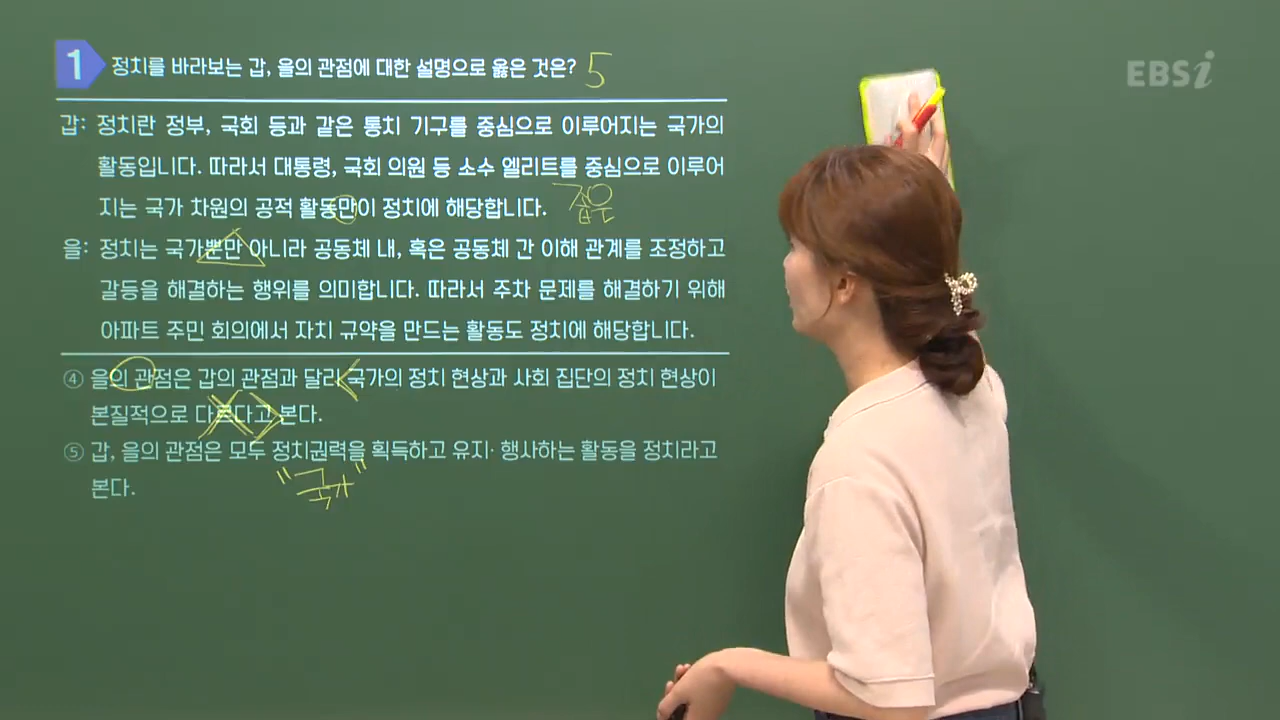 EBSi
1 정치를 바라보는 갑, 을의 관점에 대한 설명으로 옳은 것은? 5
갑: 정치란 정부, 국회 등과 같은 통치 기구를 중심으로 이루어지는 국가의
활동입니다. 따라서 대통령, 국회 의원 등 소수 엘리트를 중심으로 이루어
지는 국가 차원의 공적 활동만이 정치에 해당합니다. 좁은
을: 정치는 국가뿐만 아니라 공동체 내, 혹은 공동체 간 이해 관계를 조정하고
갈등을 해결하는 행위를 의미합니다. 따라서 주차 문제를 해결하기 위해
아파트 주민 회의에서 자치 규약을 만드는 활동도 정치에 해당합니다.
④ 을의 관점은 갑의 관점과 달리 국가의 정치 현상과 사회 집단의 정치 현상이
본질적으로 다르다고 본다.
⑤ 갑, 을의 관점은 모두 정치권력을 획득하고 유지·행사하는 활동을 정치라고
본다.
"국가"